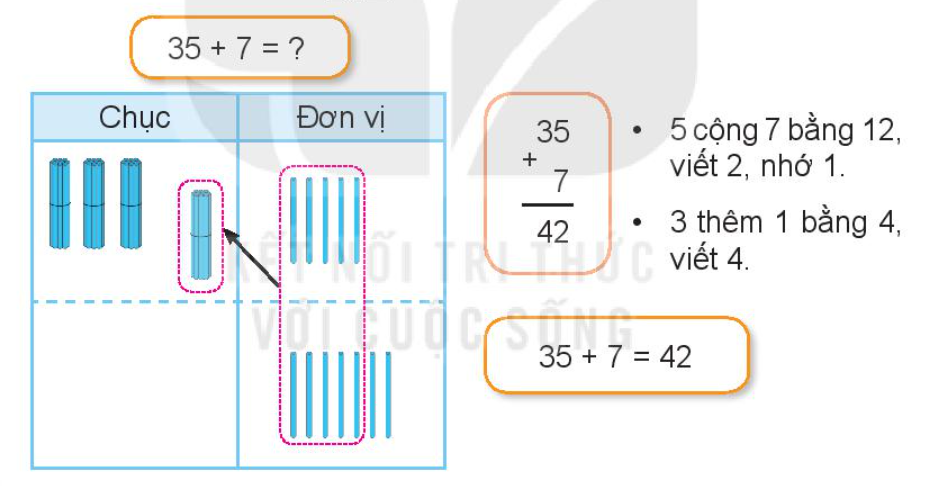 35 + 7 = ?
Chục
Đơn vị
35
+
7
42
• 5 cộng 7 bằng 12,
viết 2, nhớ 1.
• 3 thêm 1 bằng 4,
viết 4.
KẾT NỐI TRI THỨC
VỚI CUỘC SỐNG
35 + 7 = 42